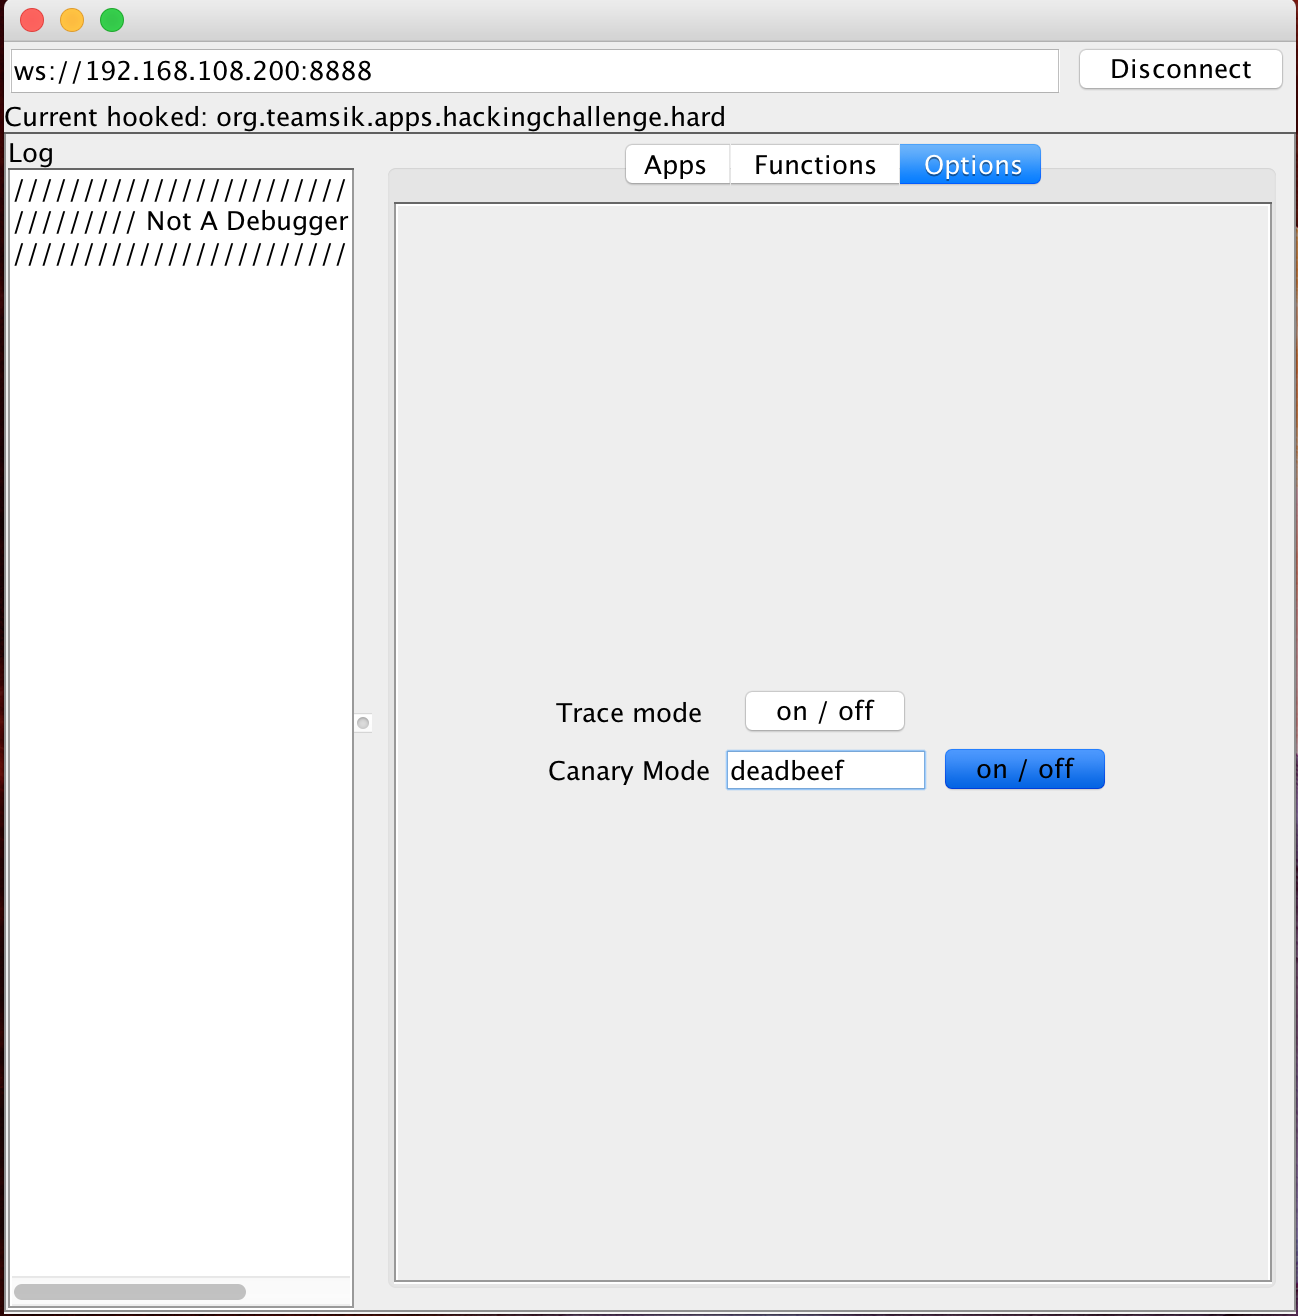 ws://192.168.108.200:8888
Disconnect
Current hooked: org.teamsik.apps.hackingchallenge.hard
Log
////////////////////////
///////// Not A Debugger
////////////////////////
Apps
Functions
Options
Trace mode
on / off
Canary Mode
deadbeef
on / off